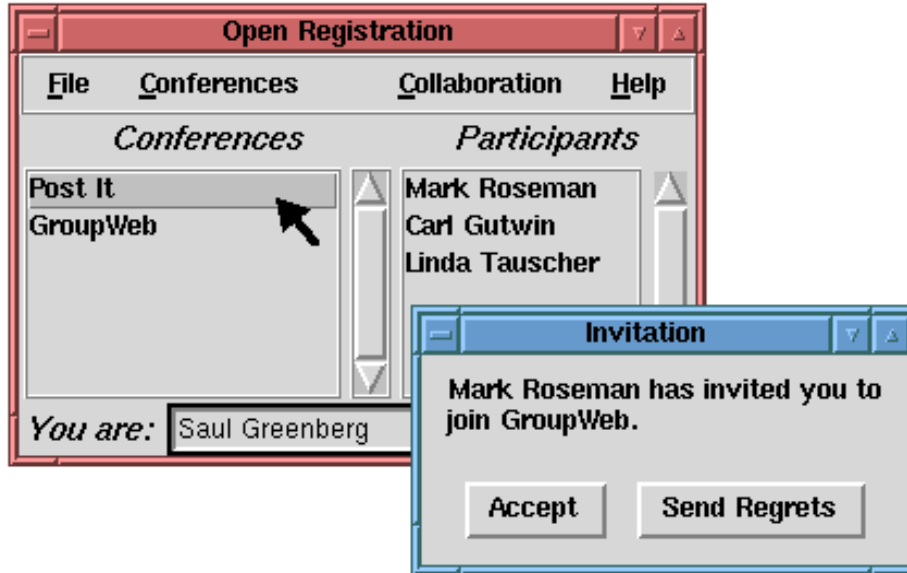 Open Registration
File Conferences Collaboration Help
Conferences Participants
Post It
GroupWeb
Mark Roseman
Carl Gutwin
Linda Tauscher
You are: Saul Greenberg
Invitation
Mark Roseman has invited you to
join GroupWeb.
Accept Send Regrets